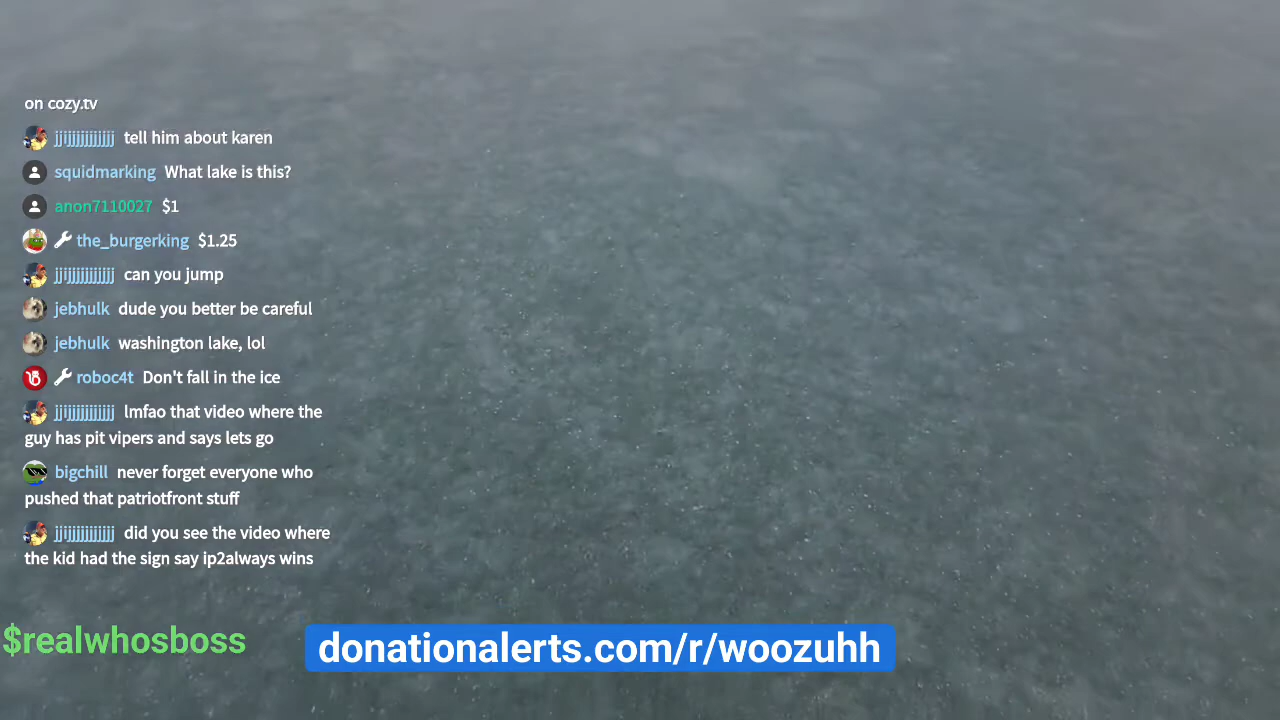 on cozy.tv
jjijjjjjjjjjjj tell him about karen
squidmarking What lake is this?
anon7110027 $1
the_burgerking $1.25
jjijjjjjjjjjjj can you jump
jebhulk dude you better be careful
jebhulk washington lake, lol
roboc4t Don't fall in the ice
jjijjjjjjjjjjj lmfao that video where the
guy has pit vipers and says lets go
bigchill never forget everyone who
pushed that patriotfront stuff
jjijjjjjjjjjjj did you see the video where
the kid had the sign say ip2always wins
$realwhosboss
donationalerts.com/r/woozuhh